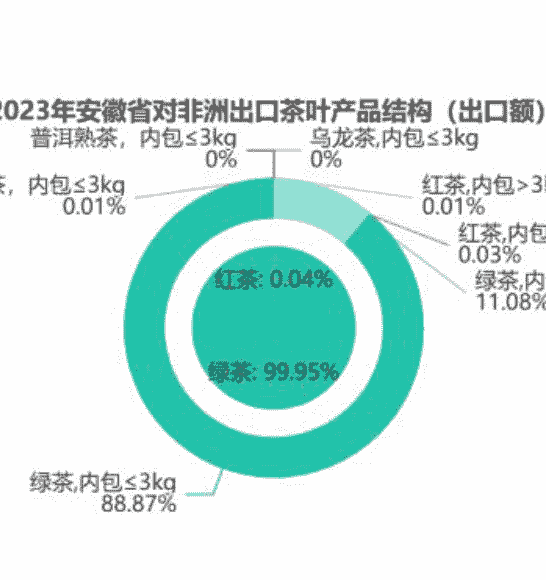 2023年安徽省对非洲出口茶叶产品结构（出口额）
普洱熟茶，内包≤3kg
0%
乌龙茶,内包≤3kg
0%
茶，内包≤3kg
0.01%
红茶,内包>3
0.01%
红茶,内包
0.03%
绿茶,内
11.08%
红茶: 0.04%
绿茶: 99.95%
绿茶,内包≤3kg
88.87%